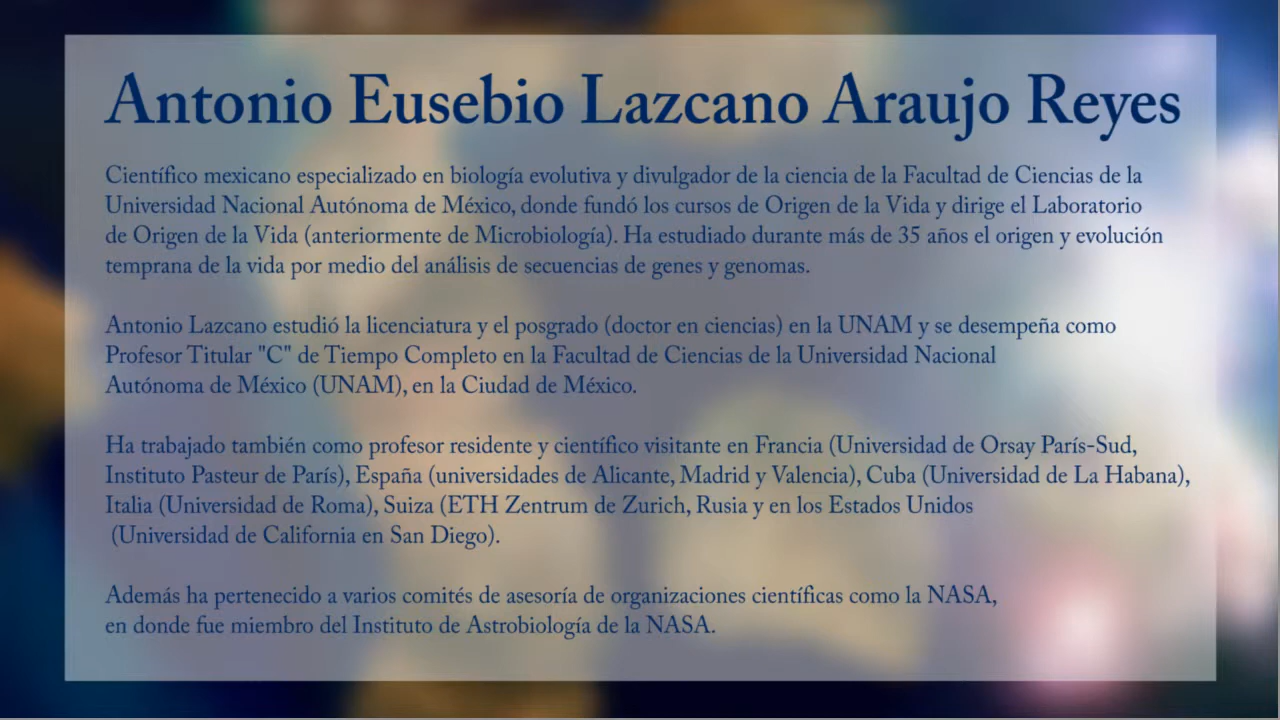 Antonio Eusebio Lazcano Araujo Reyes
Científico mexicano especializado en biología evolutiva y divulgador de la ciencia de la Facultad de Ciencias de la
Universidad Nacional Autónoma de México, donde fundó los cursos de Origen de la Vida y dirige el Laboratorio
de Origen de la Vida (anteriormente de Microbiología). Ha estudiado durante más de 35 años el origen y evolución
temprana de la vida por medio del análisis de secuencias de genes y genomas.
Antonio Lazcano estudió la licenciatura y el posgrado (doctor en ciencias) en la UNAM y se desempeña como
Profesor Titular "C" de Tiempo Completo en la Facultad de Ciencias de la Universidad Nacional
Autónoma de México (UNAM), en la Ciudad de México.
Ha trabajado también como profesor residente y científico visitante en Francia (Universidad de Orsay París-Sud,
Instituto Pasteur de París), España (universidades de Alicante, Madrid y Valencia), Cuba (Universidad de La Habana),
Italia (Universidad de Roma), Suiza (ETH Zentrum de Zurich, Rusia y en los Estados Unidos
(Universidad de California en San Diego).
Además ha pertenecido a varios comités de asesoría de organizaciones científicas como la NASA,
en donde fue miembro del Instituto de Astrobiología de la NASA.